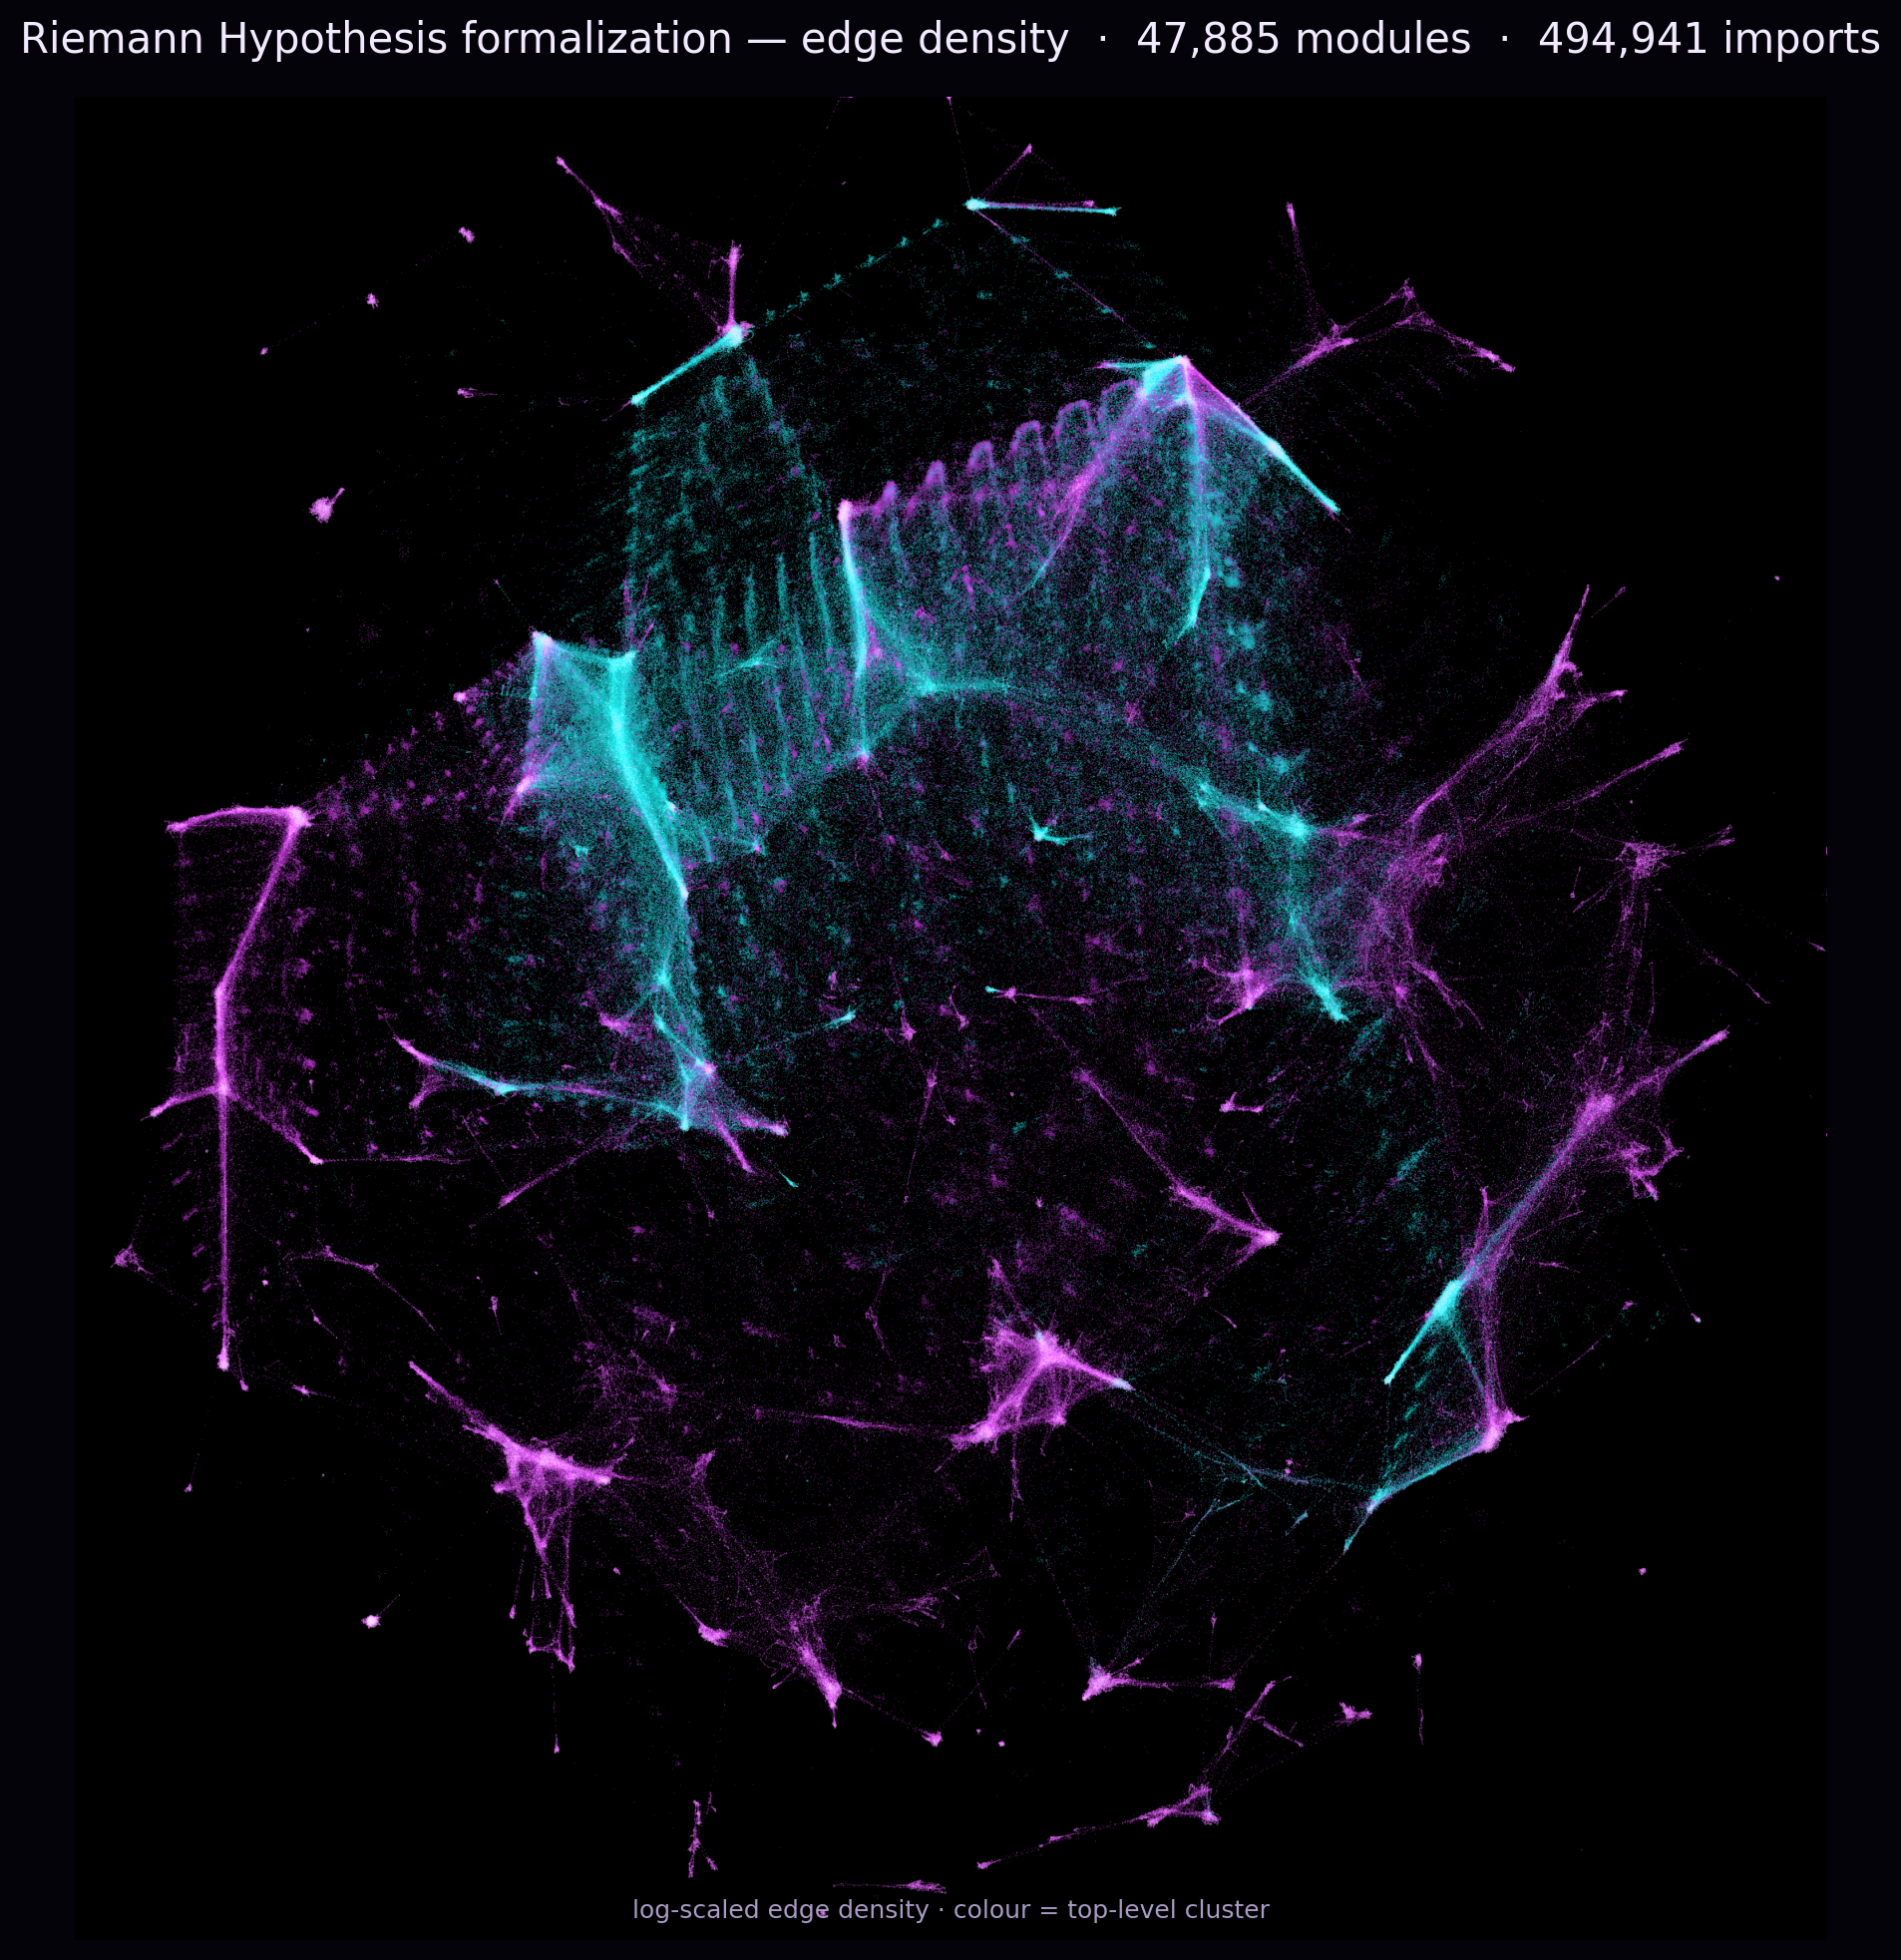 Riemann Hypothesis formalization — edge density · 47,885 modules · 494,941 imports
log-scaled edge density · colour = top-level cluster